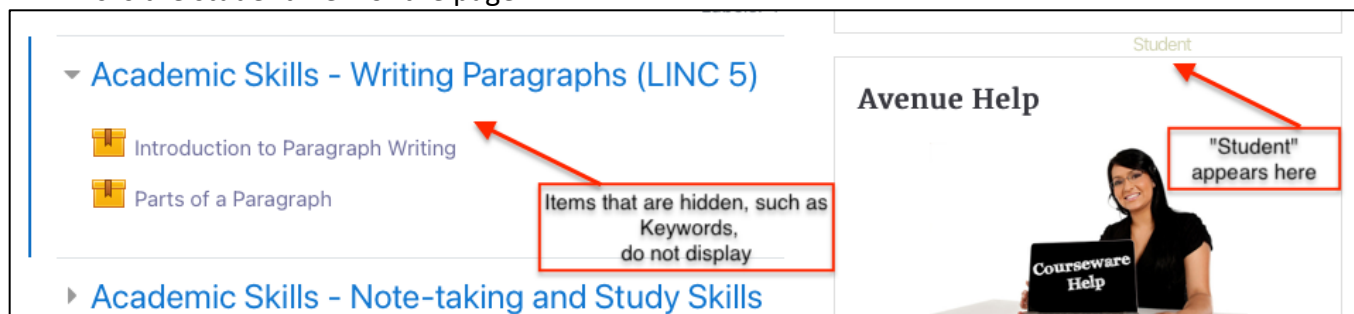 Student
Academic Skills - Writing Paragraphs (LINC 5)
Introduction to Paragraph Writing
Parts of a Paragraph
Items that are hidden, such as
Keywords,
do not display
Academic Skills - Note-taking and Study Skills
Avenue Help
"Student"
appears here
Courseware
Help